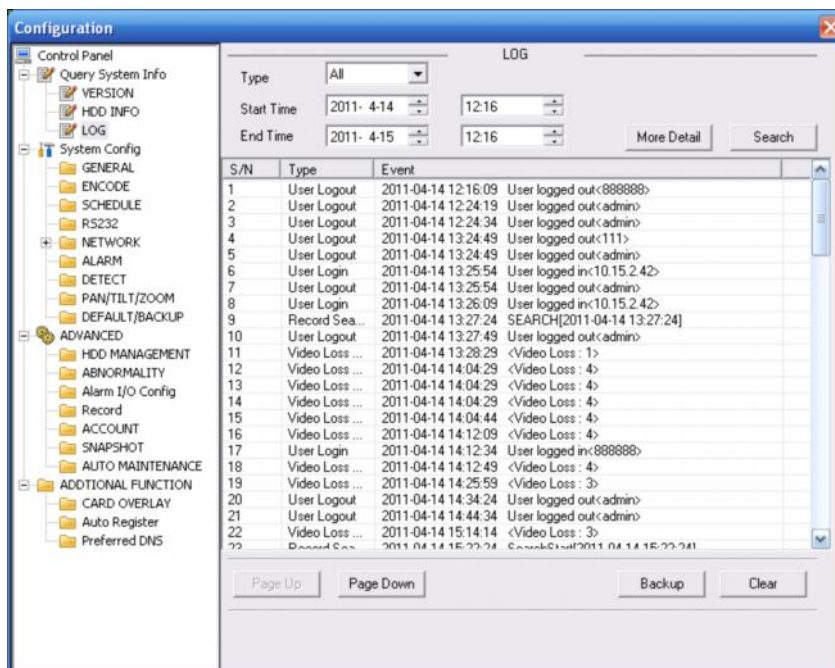 Configuration
Control Panel
Query System Info
VERSION
HDD INFO
LOG
System Config
GENERAL
ENCODE
SCHEDULE
RS232
NETWORK
ALARM
DETECT
PAN/TILT/ZOOM
DEFAULT/BACKUP
ADVANCED
HDD MANAGEMENT
ABNORMALITY
Alarm I/O Config
Record
ACCOUNT
SNAPSHOT
AUTO MAINTENANCE
ADDTIONAL FUNCTION
CARD OVERLAY
Auto Register
Preferred DNS
LOG
Type All
Start Time 2011- 4-14 12:16
End Time 2011- 4-15 12:16 More Detail Search
S/N Type Event
1 User Logout 2011-04-14 12:16:09 User logged out<888888>
2 User Logout 2011-04-14 12:24:19 User logged out<admin>
3 User Logout 2011-04-14 12:24:34 User logged out<admin>
4 User Logout 2011-04-14 13:24:49 User logged out<111>
5 User Logout 2011-04-14 13:24:49 User logged out<admin>
6 User Login 2011-04-14 13:25:54 User logged in<10.15.2.42>
7 User Logout 2011-04-14 13:25:54 User logged out<admin>
8 User Login 2011-04-14 13:26:09 User logged in<10.15.2.42>
9 Record Sea... 2011-04-14 13:27:24 SEARCH[2011-04-14 13:27:24]
10 User Logout 2011-04-14 13:27:49 User logged out<admin>
11 Video Loss ... 2011-04-14 13:28:29 <Video Loss : 1>
12 Video Loss ... 2011-04-14 14:04:29 <Video Loss : 4>
13 Video Loss ... 2011-04-14 14:04:29 <Video Loss : 4>
14 Video Loss ... 2011-04-14 14:04:29 <Video Loss : 4>
15 Video Loss ... 2011-04-14 14:04:44 <Video Loss : 4>
16 Video Loss ... 2011-04-14 14:12:09 <Video Loss : 4>
17 User Login 2011-04-14 14:12:34 User logged in<888888>
18 Video Loss ... 2011-04-14 14:12:49 <Video Loss : 4>
19 Video Loss ... 2011-04-14 14:25:59 <Video Loss : 3>
20 User Logout 2011-04-14 14:34:24 User logged out<admin>
21 User Logout 2011-04-14 14:44:34 User logged out<admin>
22 Video Loss ... 2011-04-14 15:14:14 <Video Loss : 3>
23 Record Sea... 2011-04-14 15:22:24 SearchStart[2011-04-14 15:22:24]
Page Up Page Down Backup Clear